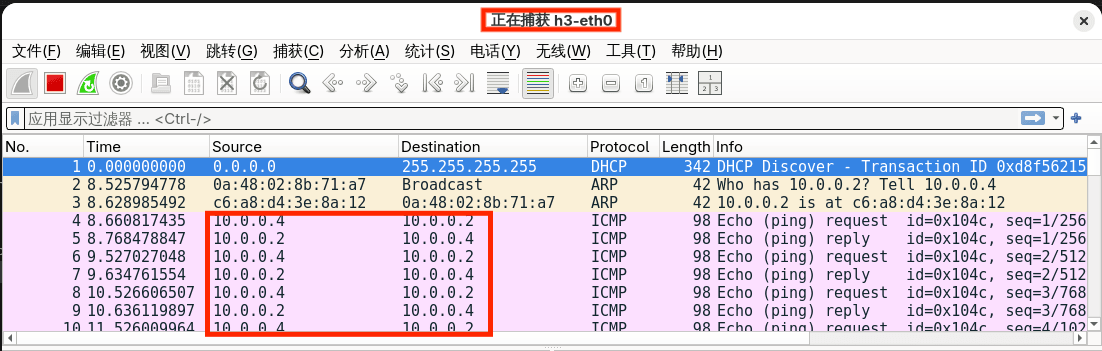 正在捕获 h3-eth0
文件(F) 编辑(E) 视图(V) 跳转(G) 捕获(C) 分析(A) 统计(S) 电话(Y) 无线(W) 工具(T) 帮助(H)
应用显示过滤器 … <Ctrl-/>
No. Time Source Destination Protocol Length Info
1 0.000000000 0.0.0.0 255.255.255.255 DHCP 342 DHCP Discover - Transaction ID 0xd8f56215
2 8.525794778 0a:48:02:8b:71:a7 Broadcast ARP 42 Who has 10.0.0.2? Tell 10.0.0.4
3 8.628985492 c6:a8:d4:3e:8a:12 0a:48:02:8b:71:a7 ARP 42 10.0.0.2 is at c6:a8:d4:3e:8a:12
4 8.660817435 10.0.0.4 10.0.0.2 ICMP 98 Echo (ping) request id=0x104c, seq=1/256
5 8.768478847 10.0.0.2 10.0.0.4 ICMP 98 Echo (ping) reply id=0x104c, seq=1/256
6 9.527027048 10.0.0.4 10.0.0.2 ICMP 98 Echo (ping) request id=0x104c, seq=2/512
7 9.634761554 10.0.0.2 10.0.0.4 ICMP 98 Echo (ping) reply id=0x104c, seq=2/512
8 10.526606507 10.0.0.4 10.0.0.2 ICMP 98 Echo (ping) request id=0x104c, seq=3/768
9 10.636119897 10.0.0.2 10.0.0.4 ICMP 98 Echo (ping) reply id=0x104c, seq=3/768
10 11.526009964 10.0.0.4 10.0.0.2 ICMP 98 Echo (ping) request id=0x104c, seq=4/102